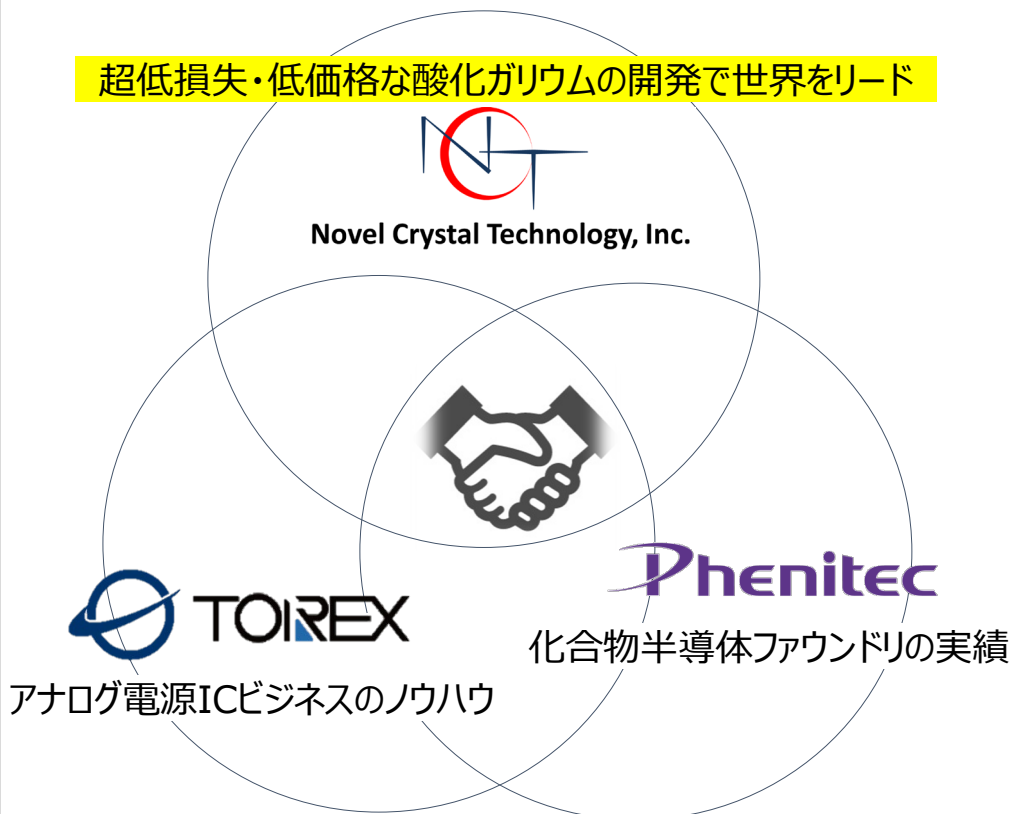 超低損失・低価格な酸化ガリウムの開発で世界をリード
NCT
Novel Crystal Technology, Inc.
Phenitec
化合物半導体ファウンドリの実績
TOIREX
アナログ電源ICビジネスのノウハウ